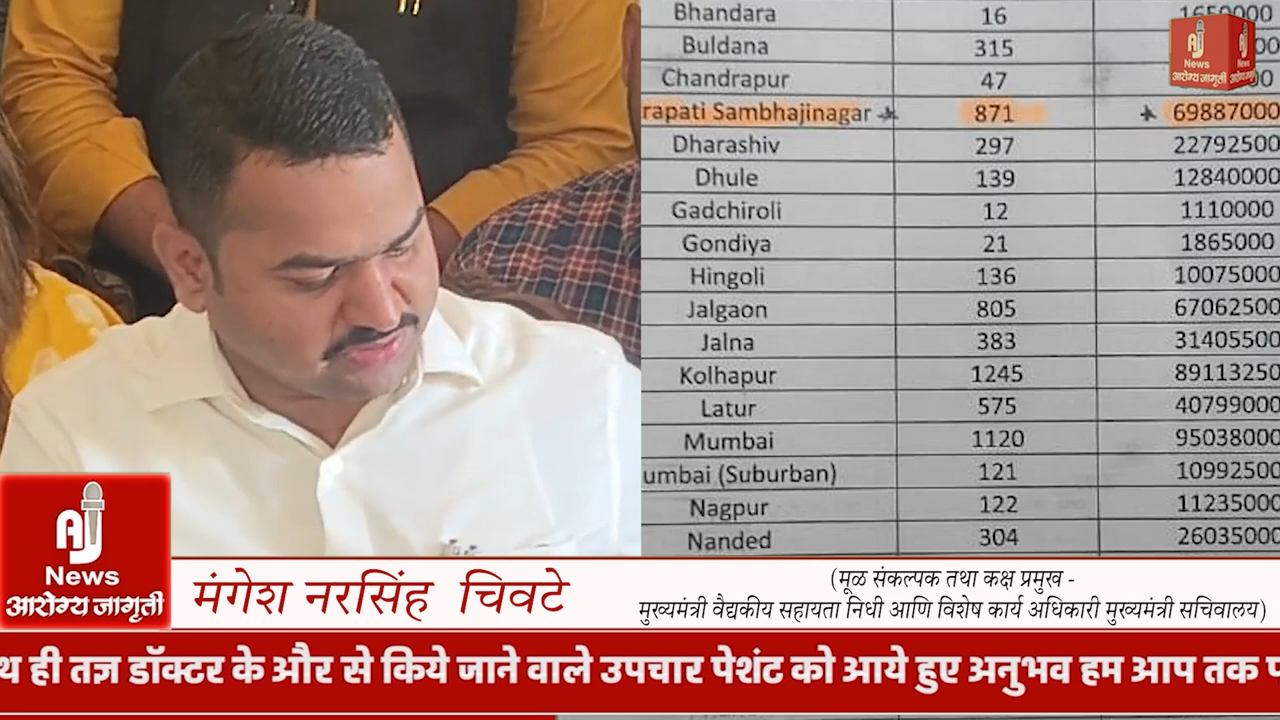 Bhandara 16
Buldana 315
Chandrapur 47
rapati Sambhajinagar 871 69887000
Dharashiv 297 22792500
Dhule 139 12840000
Gadchiroli 12 1110000
Gondiya 21 1865000
Hingoli 136 10075000
Jalgaon 805 67062500
Jalna 383 31405500
Kolhapur 1245 89113250
Latur 575 40799000
Mumbai 1120 95038000
umbai (Suburban) 121 10992500
Nagpur 122 11235000
Nanded 304 26035000
AJ
News
आरोग्य जागृती
AJ
News
आरोग्य जागृती
मंगेश नरसिंह चिवटे
(मूळ संकल्पक तथा कक्ष प्रमुख -
मुख्यमंत्री वैद्यकीय सहायता निधी आणि विशेष कार्य अधिकारी मुख्यमंत्री सचिवालय)
थ ही तज्ञ डॉक्टर के और से किये जाने वाले उपचार पेशंट को आये हुए अनुभव हम आप तक